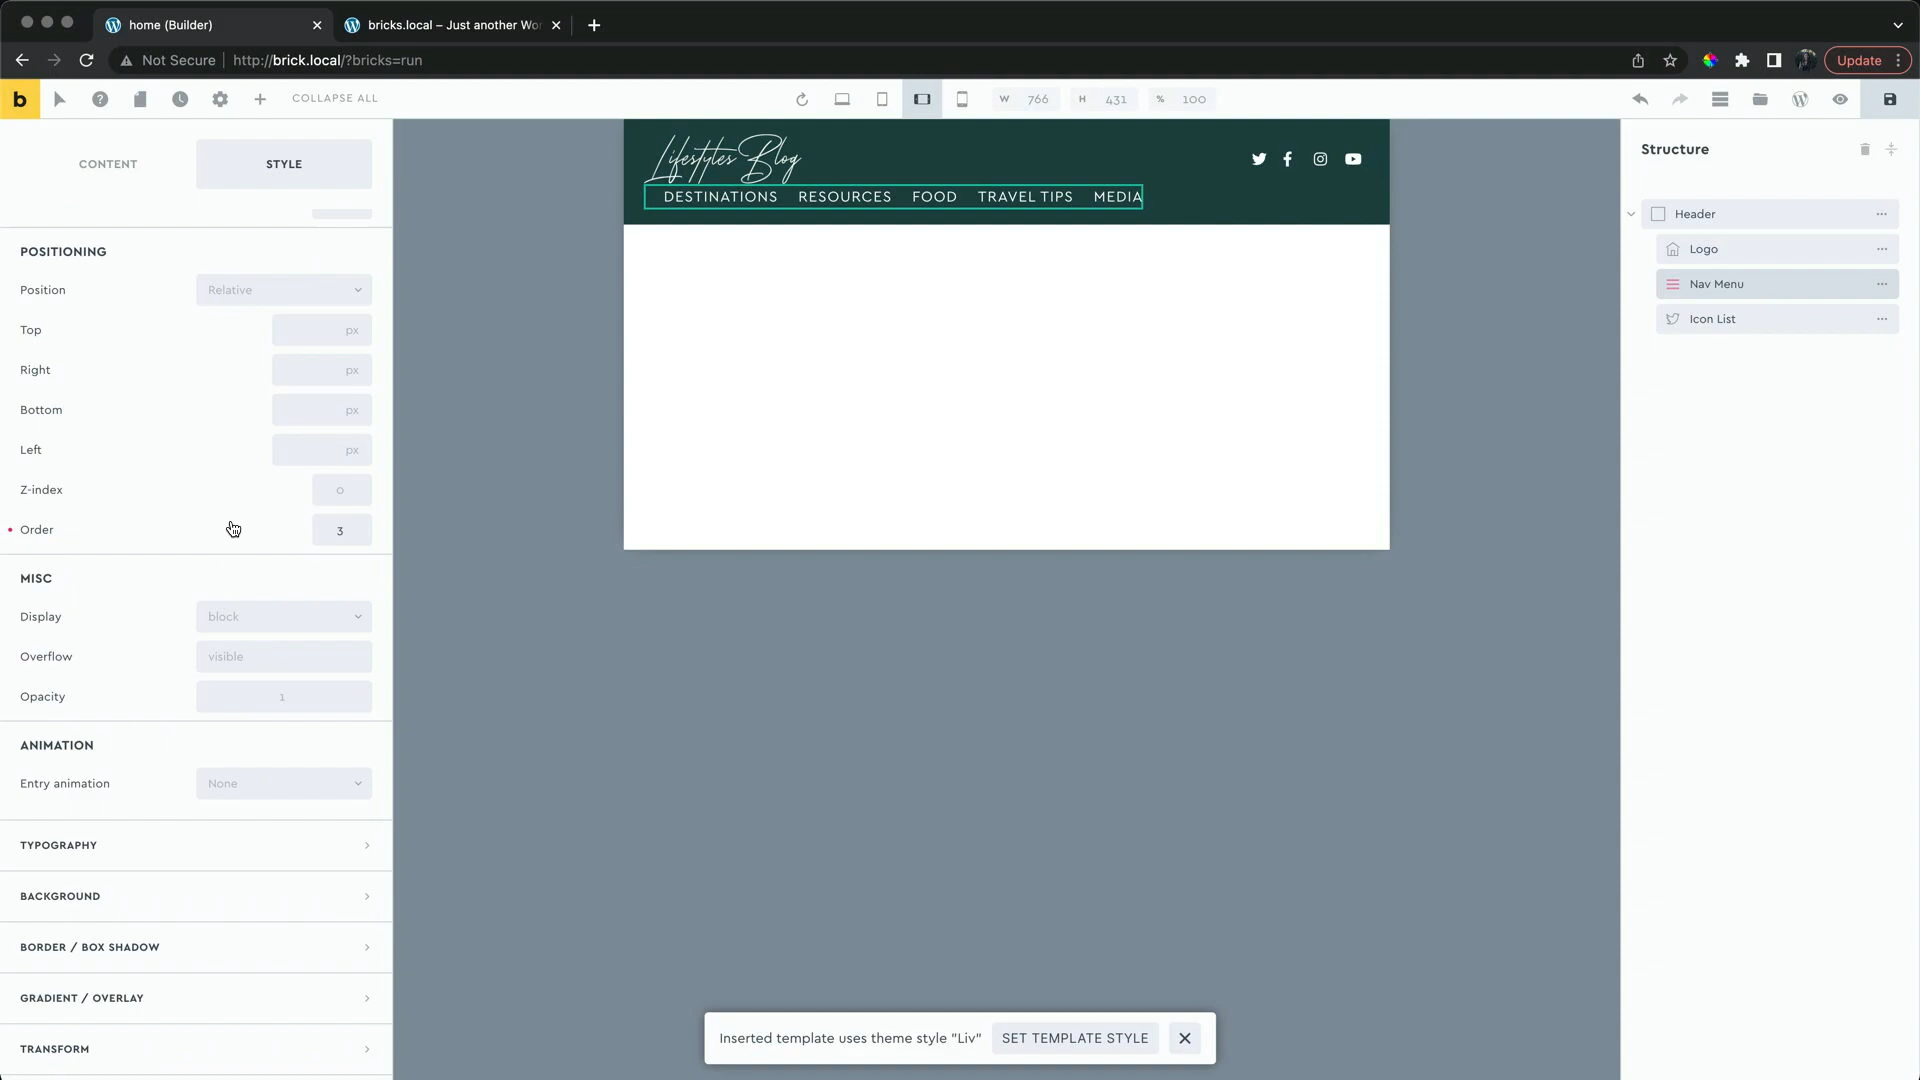 home (Builder)
bricks.local – Just another Wo
Not Secure
http://brick.local/?bricks=run
Update
b
COLLAPSE ALL
W 766
H 431
% 100
CONTENT
STYLE
POSITIONING
Position
Relative
Top
px
Right
px
Bottom
px
Left
px
Z-index
0
Order
3
MISC
Display
block
Overflow
visible
Opacity
1
ANIMATION
Entry animation
None
TYPOGRAPHY
BACKGROUND
BORDER / BOX SHADOW
GRADIENT / OVERLAY
TRANSFORM
Lifestyles Blog
DESTINATIONS RESOURCES FOOD TRAVEL TIPS MEDIA
Inserted template uses theme style "Liv"
SET TEMPLATE STYLE
Structure
Header
Logo
Nav Menu
Icon List